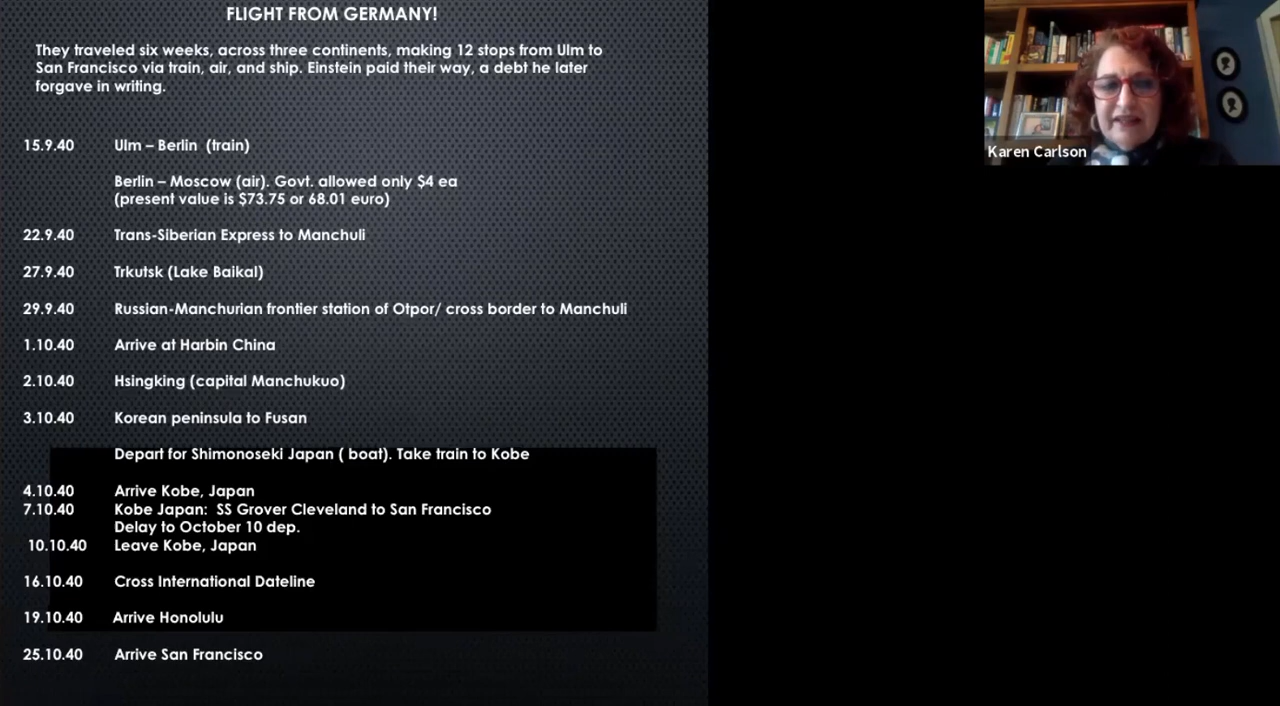 FLIGHT FROM GERMANY!
They traveled six weeks, across three continents, making 12 stops from Ulm to
San Francisco via train, air, and ship. Einstein paid their way, a debt he later
forgave in writing.
15.9.40 Ulm – Berlin (train)
Berlin – Moscow (air). Govt. allowed only $4 ea
(present value is $73.75 or 68.01 euro)
22.9.40 Trans-Siberian Express to Manchuli
27.9.40 Trkutsk (Lake Baikal)
29.9.40 Russian-Manchurian frontier station of Otpor/ cross border to Manchuli
1.10.40 Arrive at Harbin China
2.10.40 Hsingking (capital Manchukuo)
3.10.40 Korean peninsula to Fusan
Depart for Shimonoseki Japan ( boat). Take train to Kobe
4.10.40 Arrive Kobe, Japan
7.10.40 Kobe Japan: SS Grover Cleveland to San Francisco
Delay to October 10 dep.
10.10.40 Leave Kobe, Japan
16.10.40 Cross International Dateline
19.10.40 Arrive Honolulu
25.10.40 Arrive San Francisco
Karen Carlson